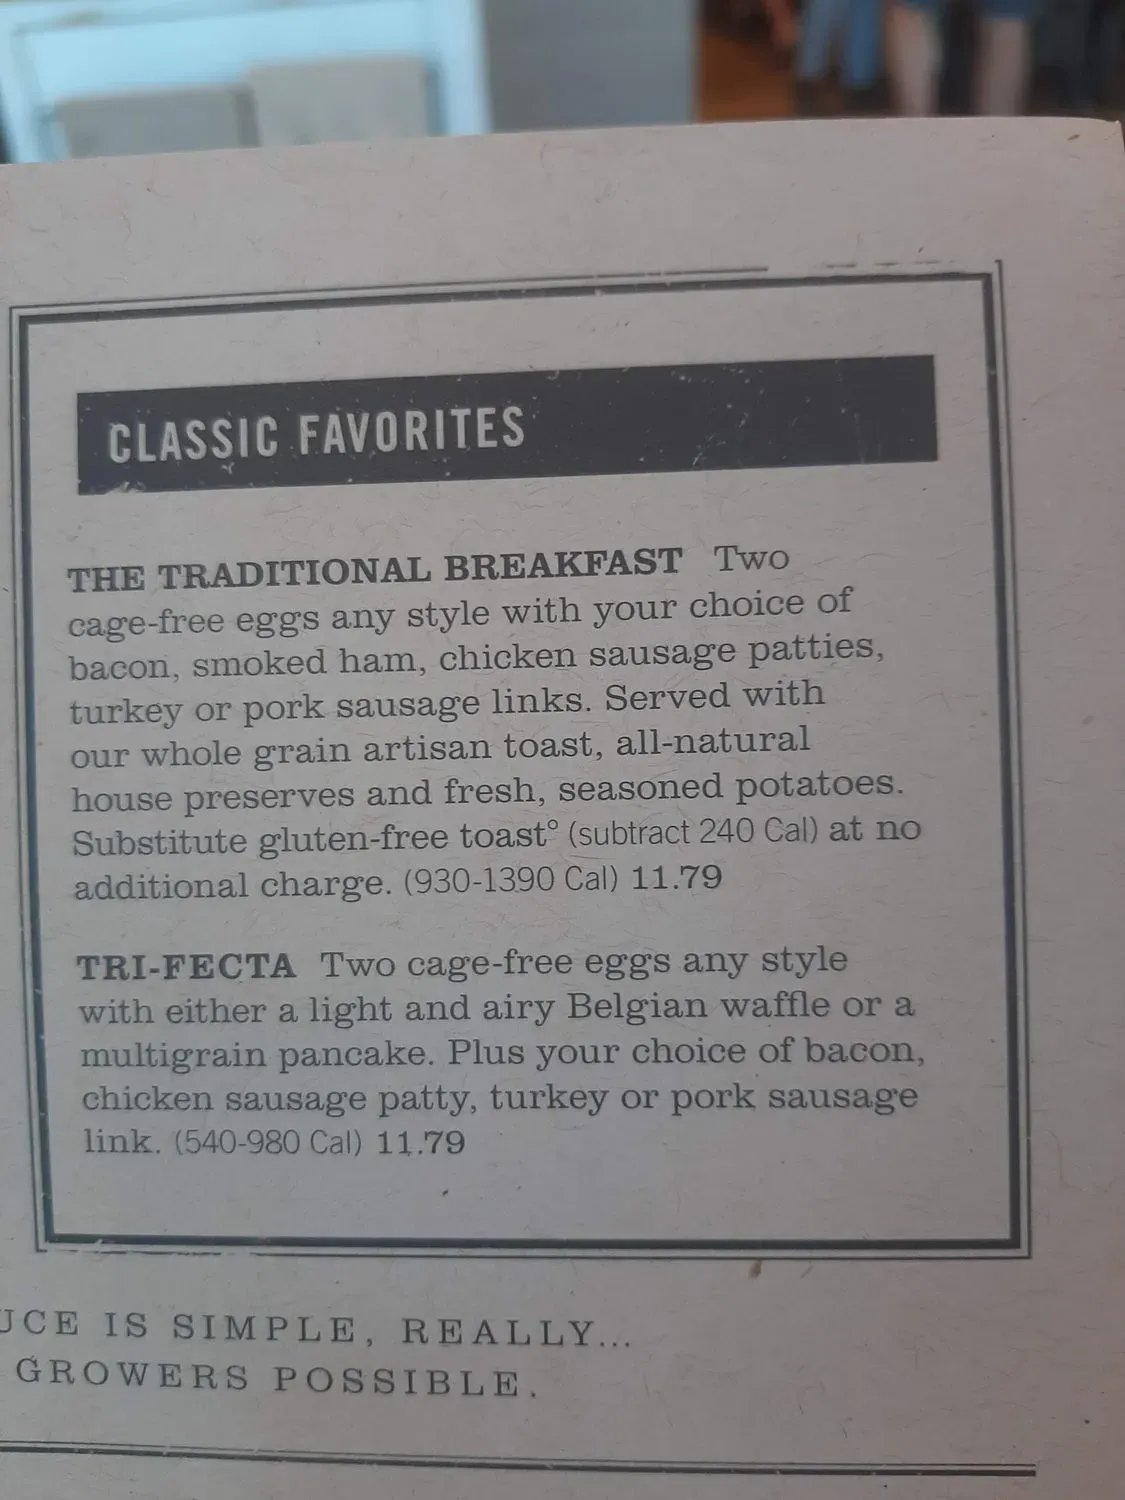 CLASSIC FAVORITES
THE TRADITIONAL BREAKFAST Two
cage-free eggs any style with your choice of
bacon, smoked ham, chicken sausage patties,
turkey or pork sausage links. Served with
our whole grain artisan toast, all-natural
house preserves and fresh, seasoned potatoes.
Substitute gluten-free toast° (subtract 240 Cal) at no
additional charge. (930-1390 Cal) 11.79
TRI-FECTA Two cage-free eggs any style
with either a light and airy Belgian waffle or a
multigrain pancake. Plus your choice of bacon,
chicken sausage patty, turkey or pork sausage
link. (540-980 Cal) 11.79
IS SIMPLE, REALLY...
GROWERS POSSIBLE.